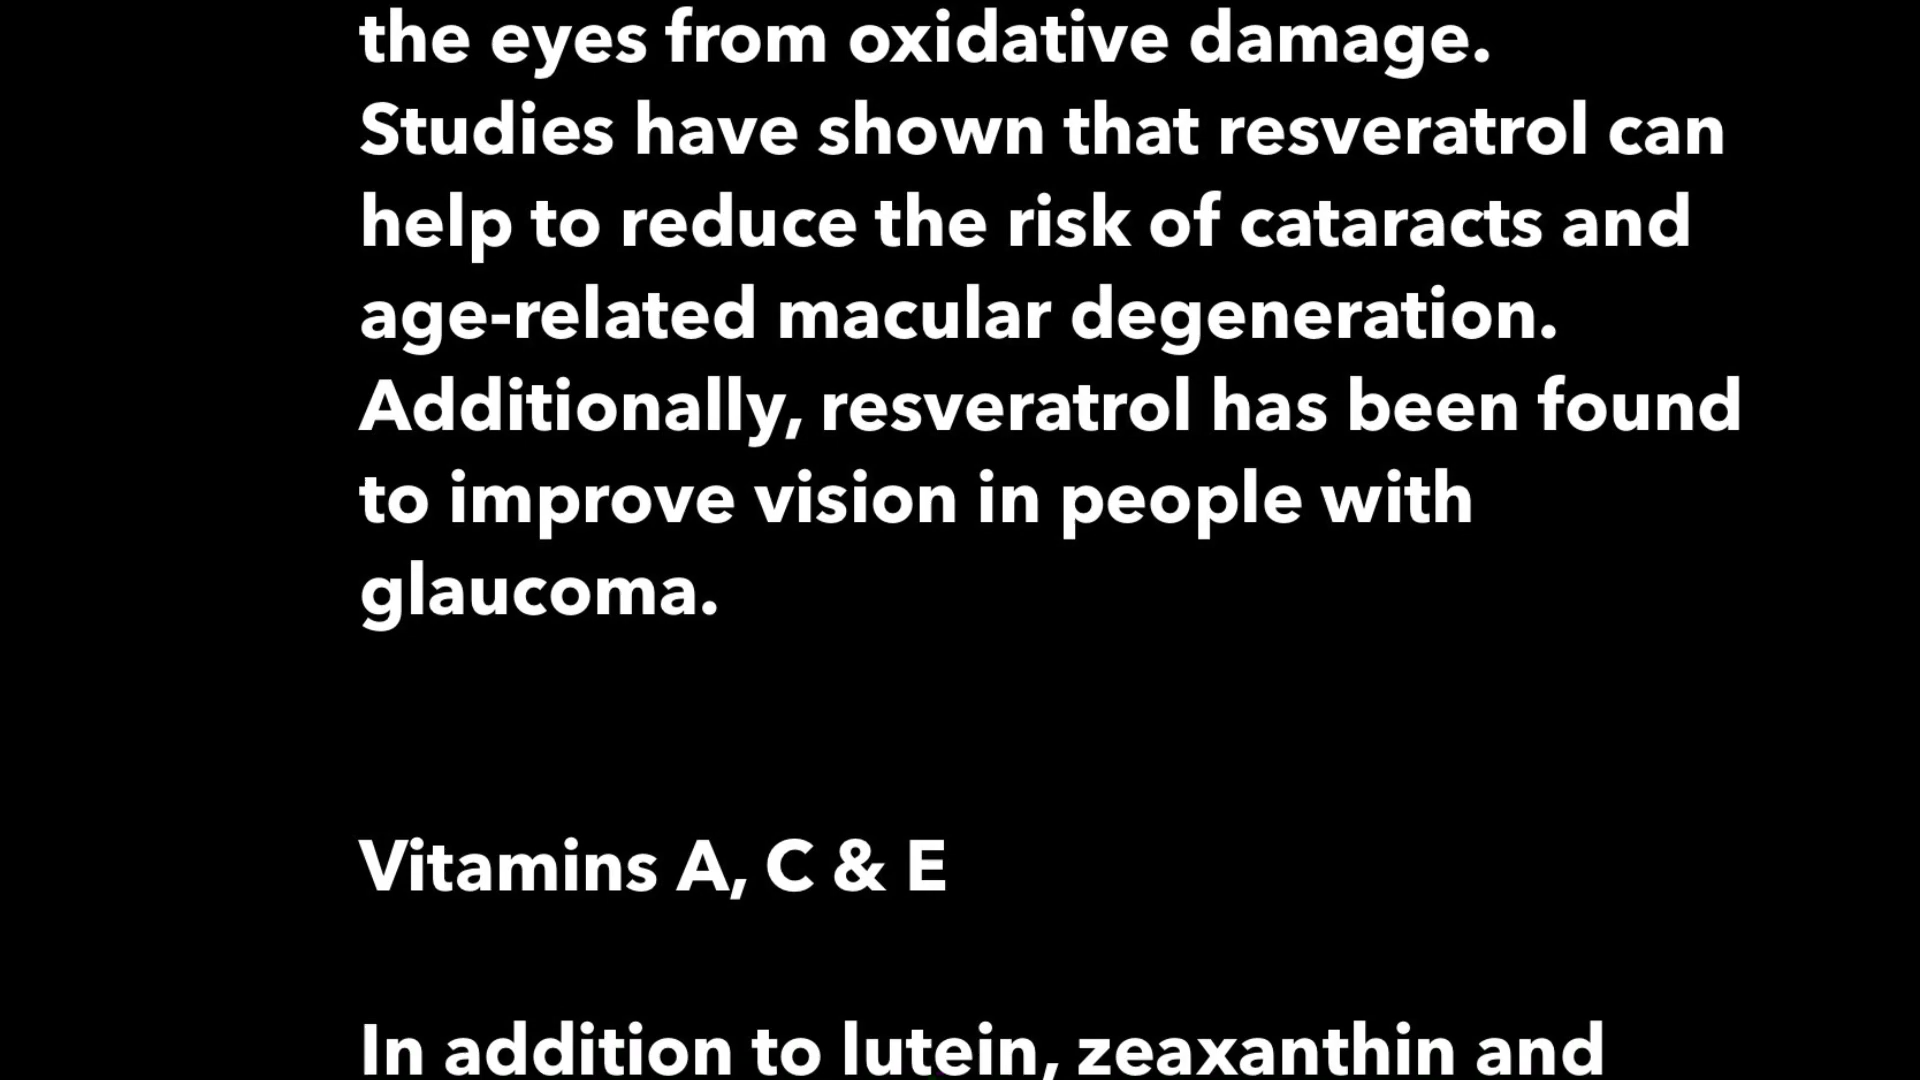 the eyes from oxidative damage.
Studies have shown that resveratrol can
help to reduce the risk of cataracts and
age-related macular degeneration.
Additionally, resveratrol has been found
to improve vision in people with
glaucoma.
Vitamins A, C & E
In addition to lutein, zeaxanthin and